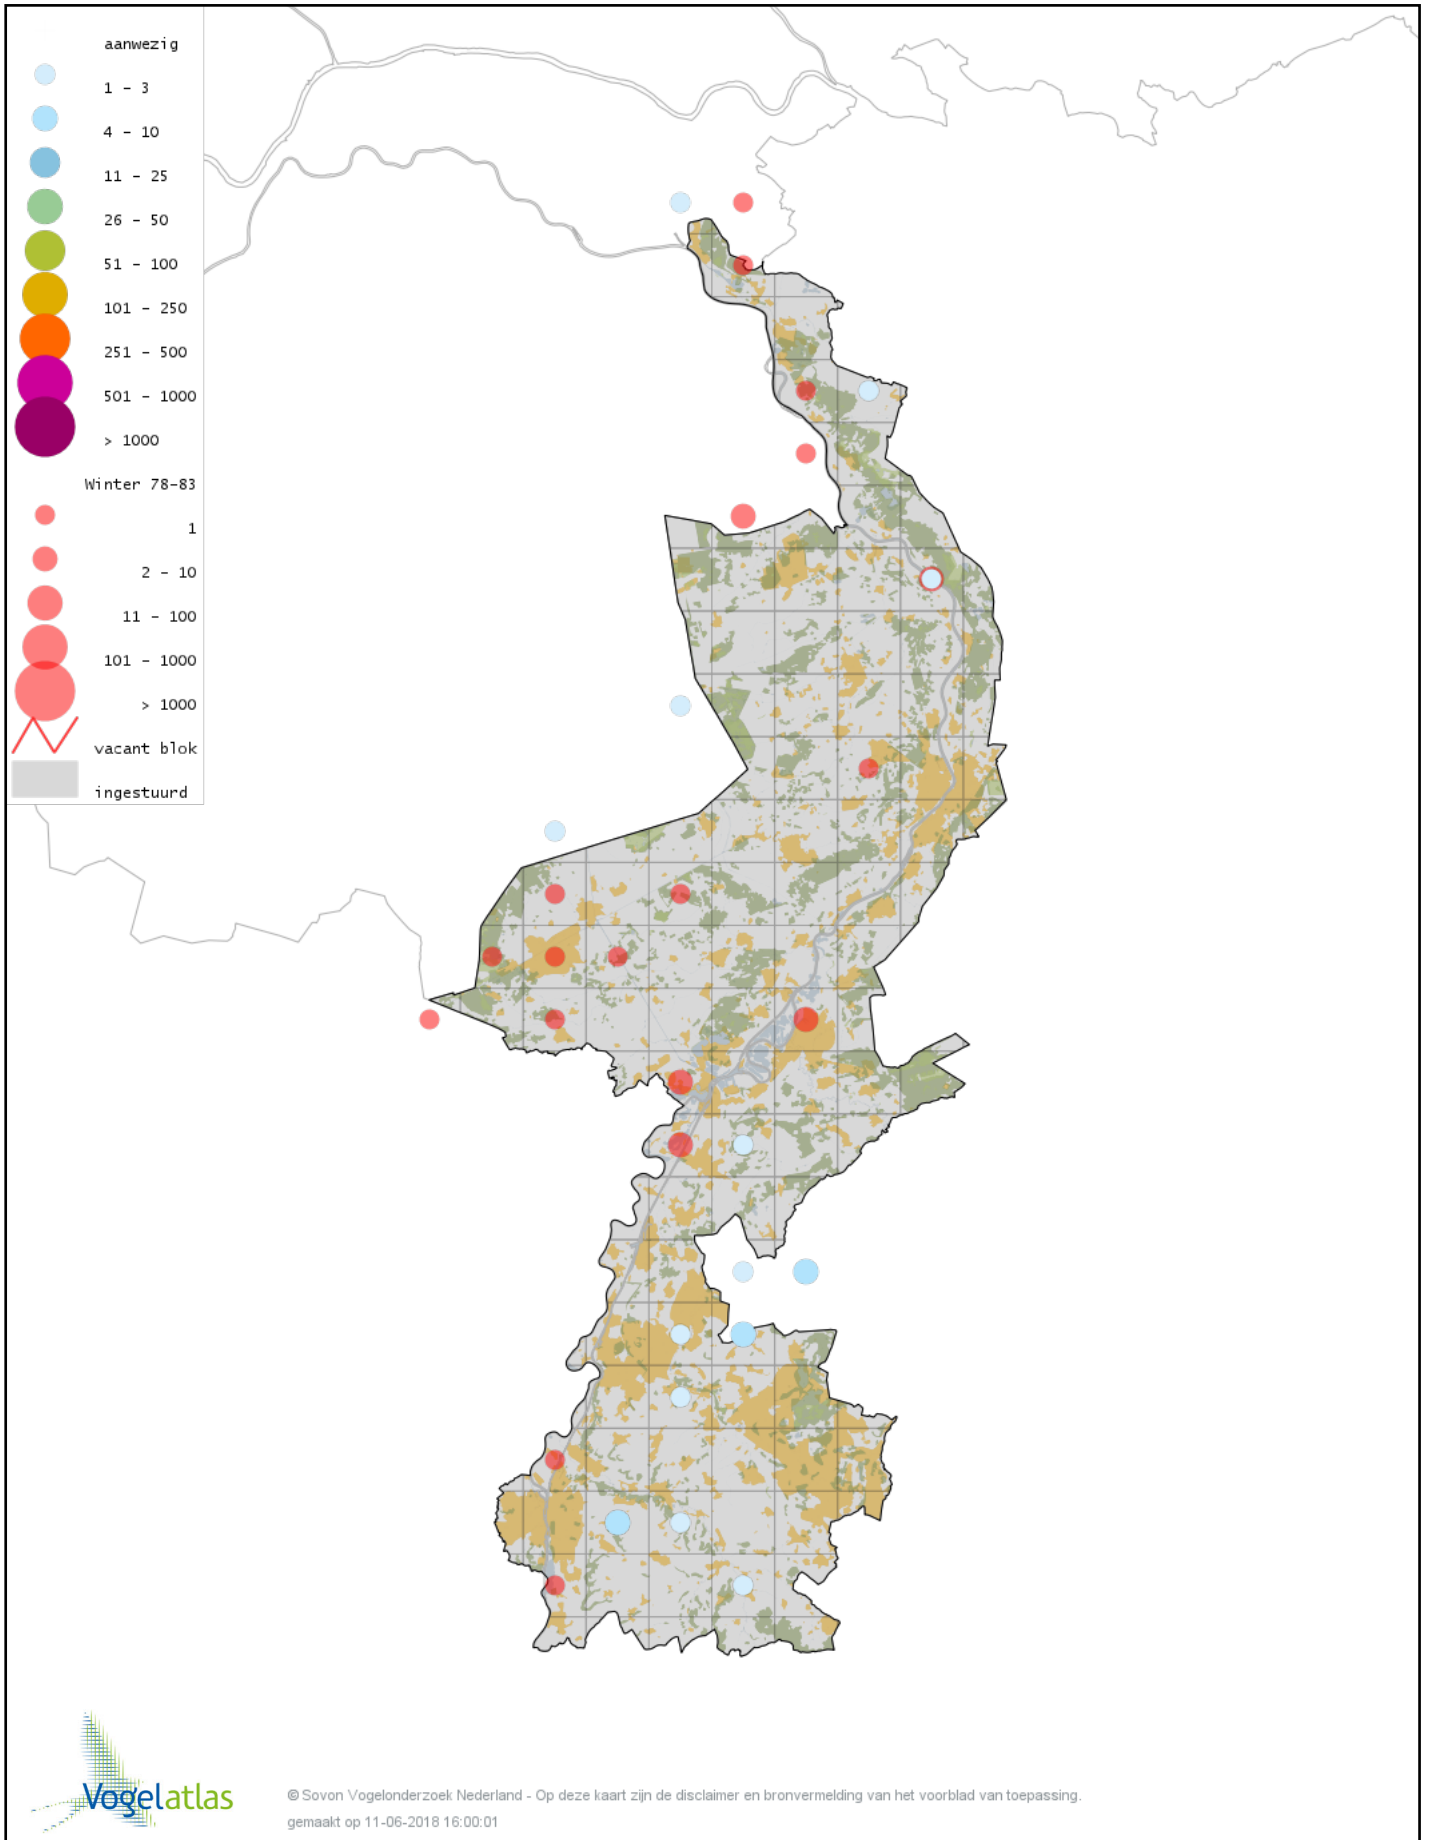 aanwezig
1 - 3
4 - 10
11 - 25
26 - 50
51 - 100
101 - 250
251 - 500
501 - 1000
> 1000
Winter 78-83
1
2 - 10
11 - 100
101 - 1000
> 1000
vacant blok
ingestuurd
Vogelatlas
© Sovon Vogelonderzoek Nederland - Op deze kaart zijn de disclaimer en bronvermelding van het voorblad van toepassing.
gemaakt op 11-06-2018 16:00:01